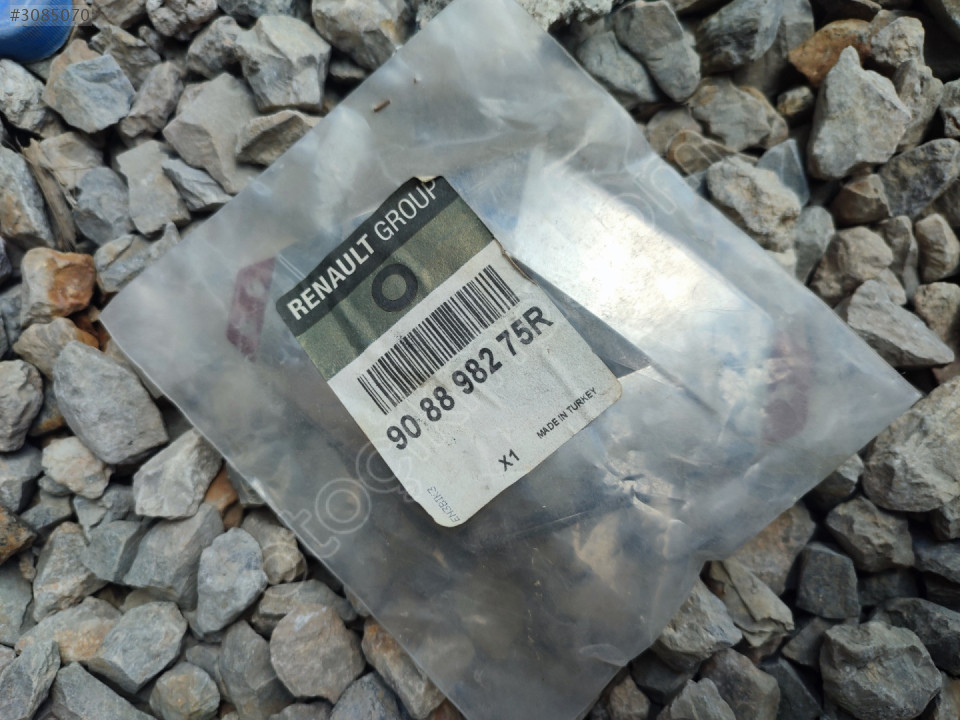 #3085070
RENAULT GROUP
90 88 982 75R
MADE IN TURKEY
X1